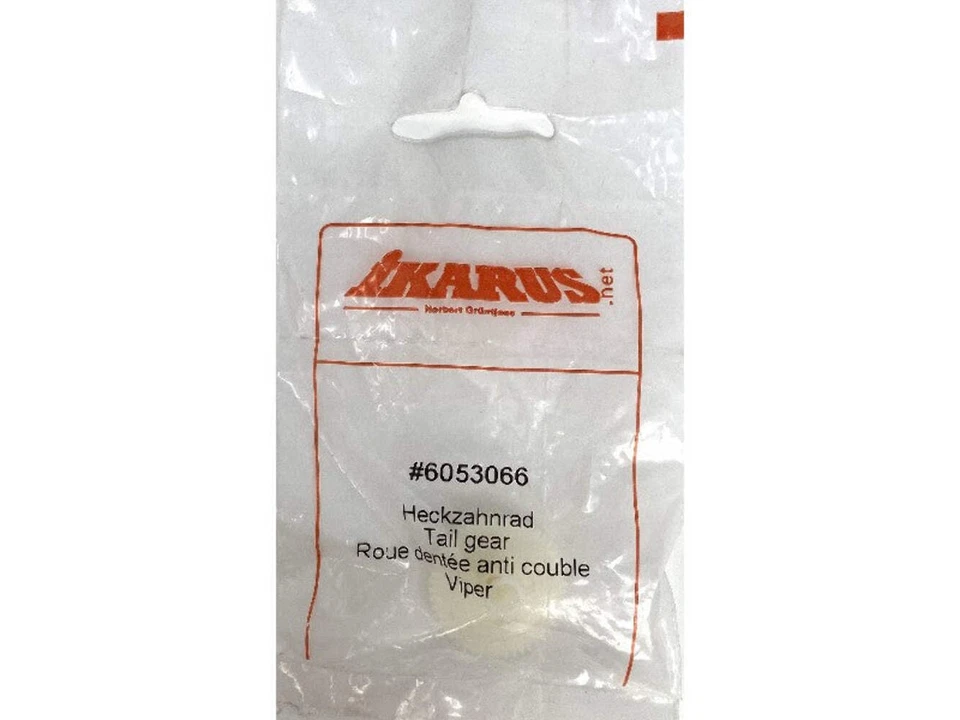 iKARUS.net
Norbert Grüntjens
#6053066
Heckzahnrad
Tail gear
Roue dentée anti couble
Viper